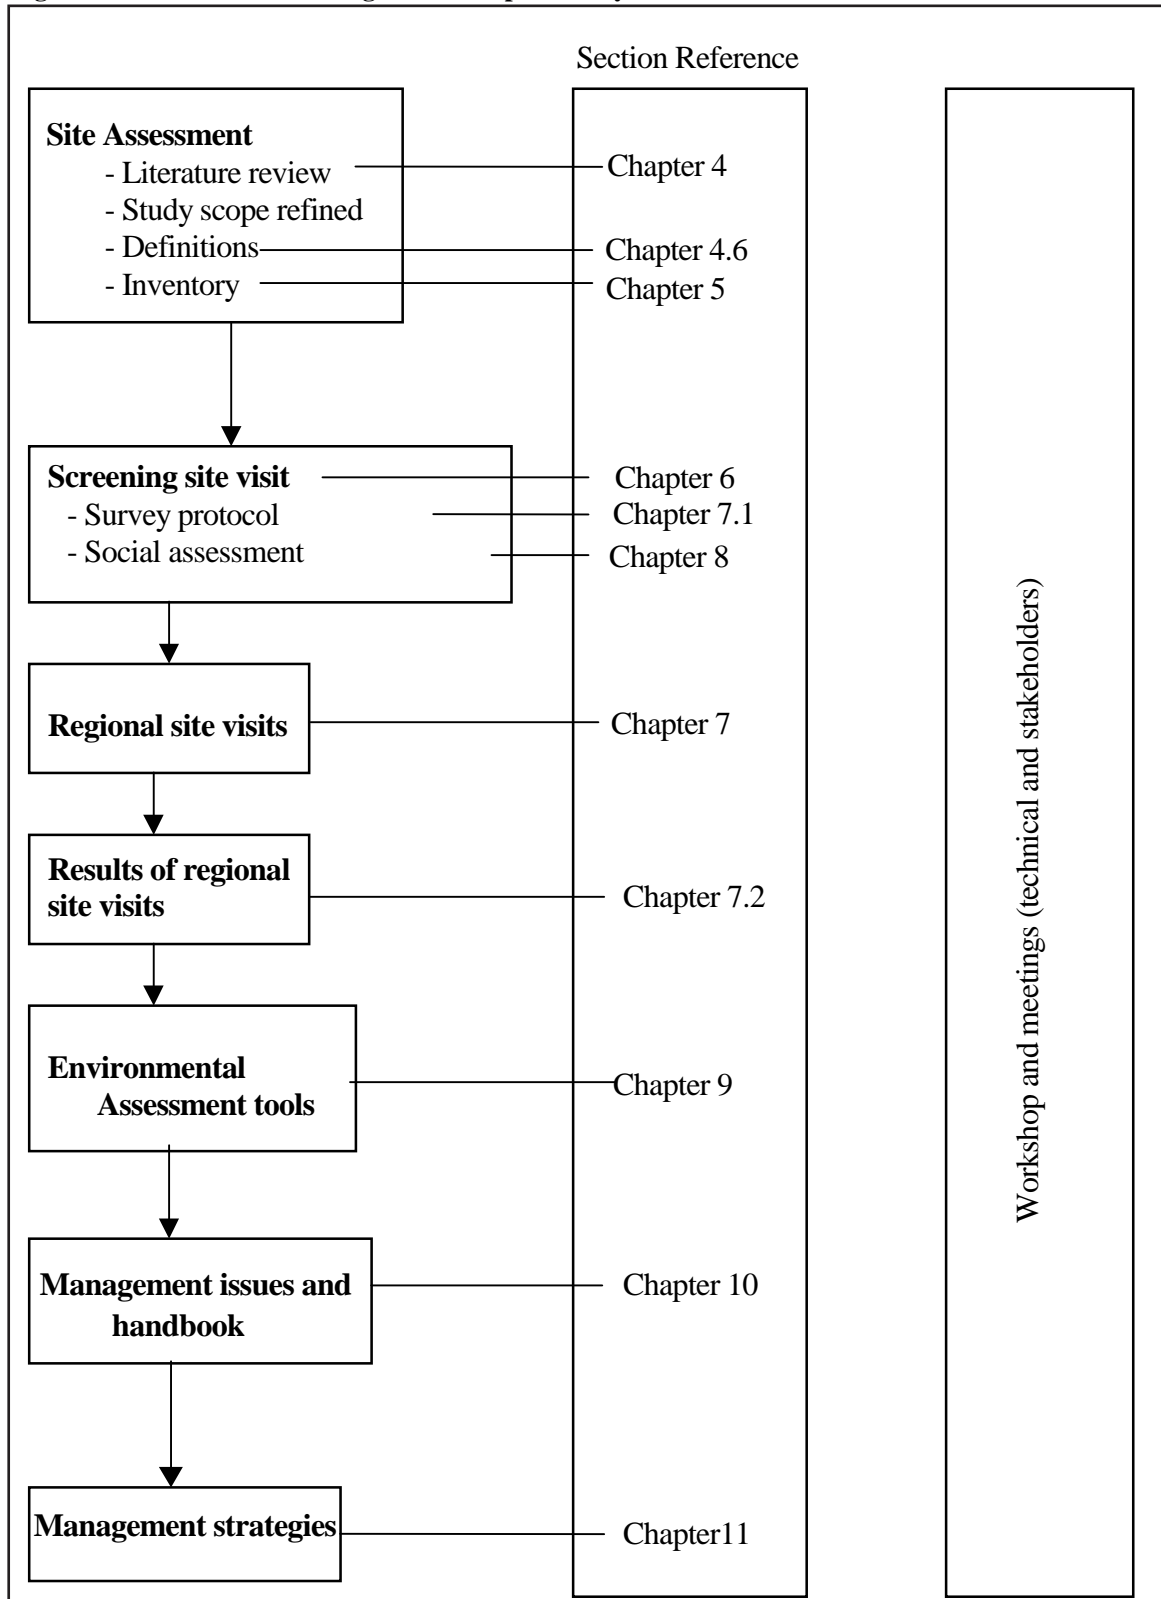 Section Reference
Site Assessment
- Literature review
- Study scope refined
- Definitions
- Inventory
Chapter 4
Chapter 4.6
Chapter 5
Screening site visit
- Survey protocol
- Social assessment
Chapter 6
Chapter 7.1
Chapter 8
Regional site visits
Chapter 7
Results of regional
site visits
Chapter 7.2
Environmental
Assessment tools
Chapter 9
Management issues and
handbook
Chapter 10
Management strategies
Chapter11
Workshop and meetings (technical and stakeholders)